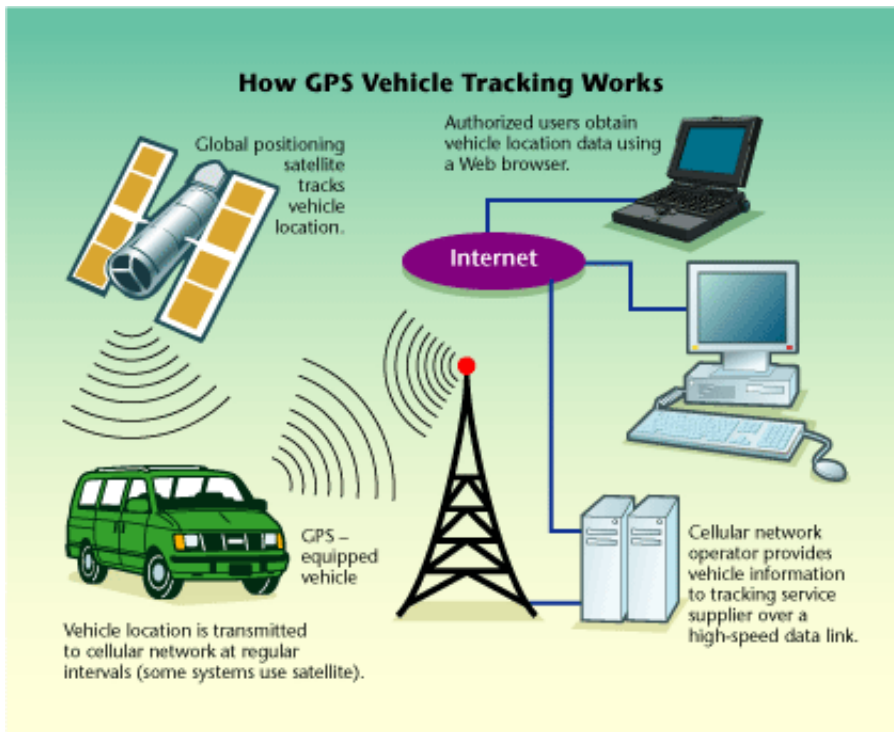 How GPS Vehicle Tracking Works
Global positioning
satellite
tracks
vehicle
location.
Authorized users obtain
vehicle location data using
a Web browser.
Internet
GPS –
equipped
vehicle
Vehicle location is transmitted
to cellular network at regular
intervals (some systems use satellite).
Cellular network
operator provides
vehicle information
to tracking service
supplier over a
high-speed data link.